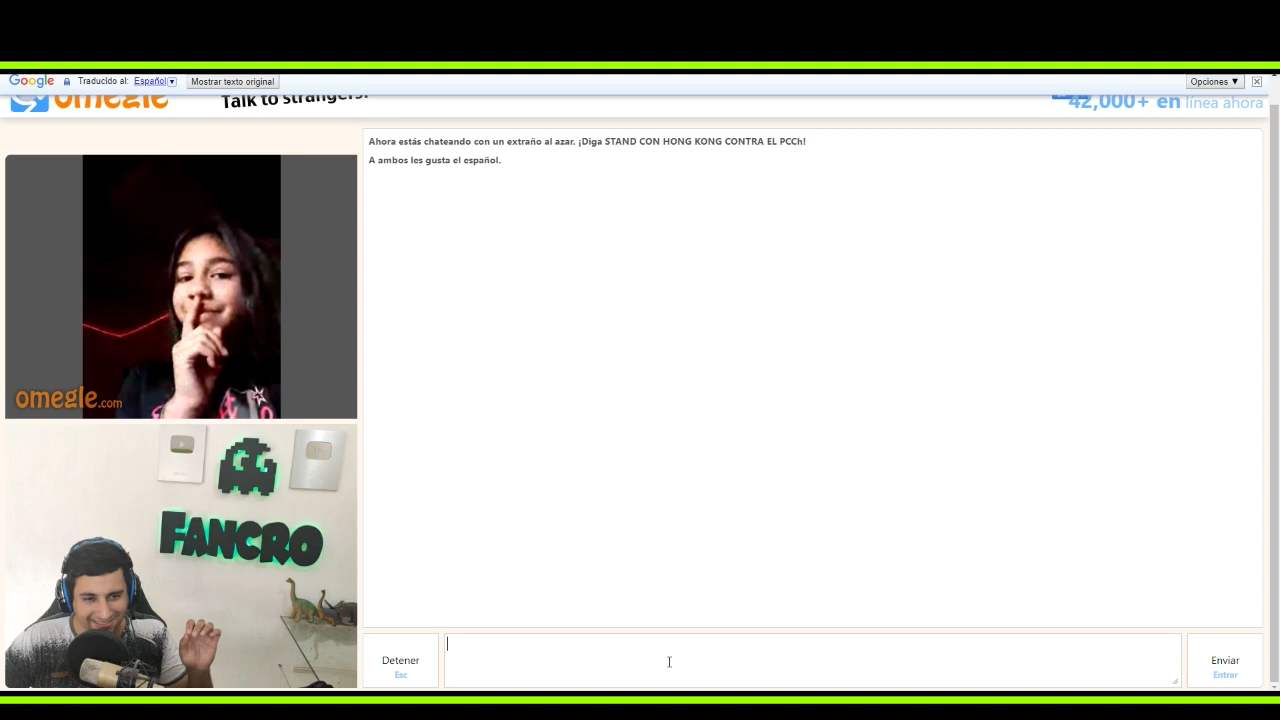 Google Traducido al: Español Mostrar texto original Opciones ▼
omegle Talk to strangers! 42,000+ en línea ahora
Ahora estás chateando con un extraño al azar. ¡Diga STAND CON HONG KONG CONTRA EL PCCh!
A ambos les gusta el español.
omegle.com
FANCRO
Detener
Esc
Enviar
Entrar